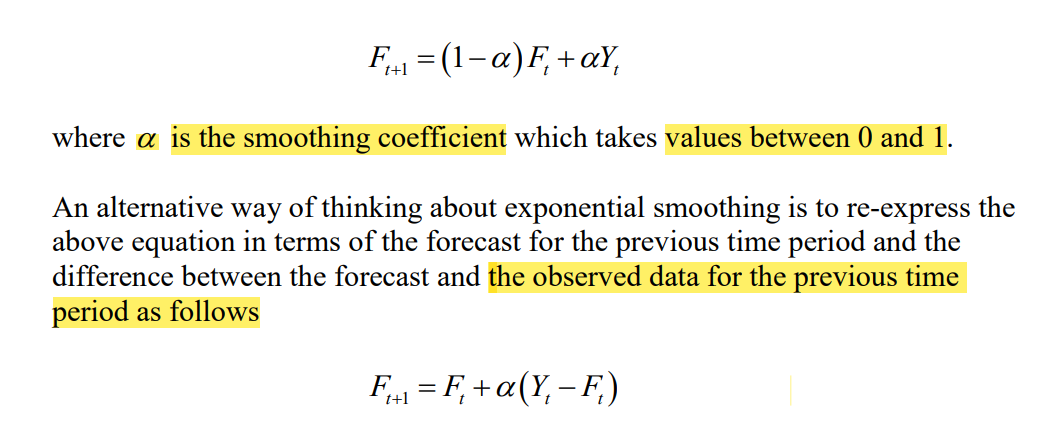 F_{t+1} = (1 − α) F_t + αY_t
where α is the smoothing coefficient which takes values between 0 and 1.
An alternative way of thinking about exponential smoothing is to re-express the
above equation in terms of the forecast for the previous time period and the
difference between the forecast and the observed data for the previous time
period as follows
F_{t+1} = F_t + α(Y_t − F_t)